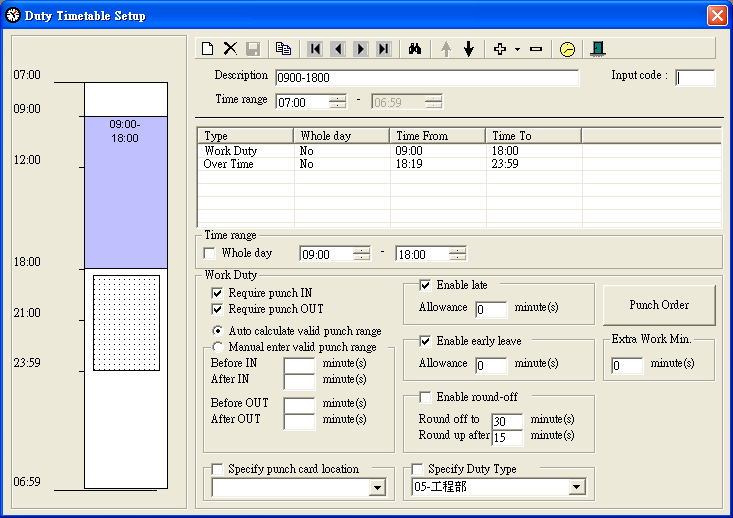 Duty Timetable Setup
07:00
09:00
09:00-
18:00
12:00
18:00
21:00
23:59
06:59
Description 0900-1800 Input code :
Time range 07:00 - 06:59
Type Whole day Time From Time To
Work Duty No 09:00 18:00
Over Time No 18:19 23:59
Time range
Whole day 09:00 - 18:00
Work Duty
Require punch IN
Require punch OUT
Auto calculate valid punch range
Manual enter valid punch range
Before IN minute(s)
After IN minute(s)
Before OUT minute(s)
After OUT minute(s)
Specify punch card location
Enable late
Allowance 0 minute(s)
Enable early leave
Allowance 0 minute(s)
Enable round-off
Round off to 30 minute(s)
Round up after 15 minute(s)
Specify Duty Type
05-工程部
Punch Order
Extra Work Min.
0 minute(s)